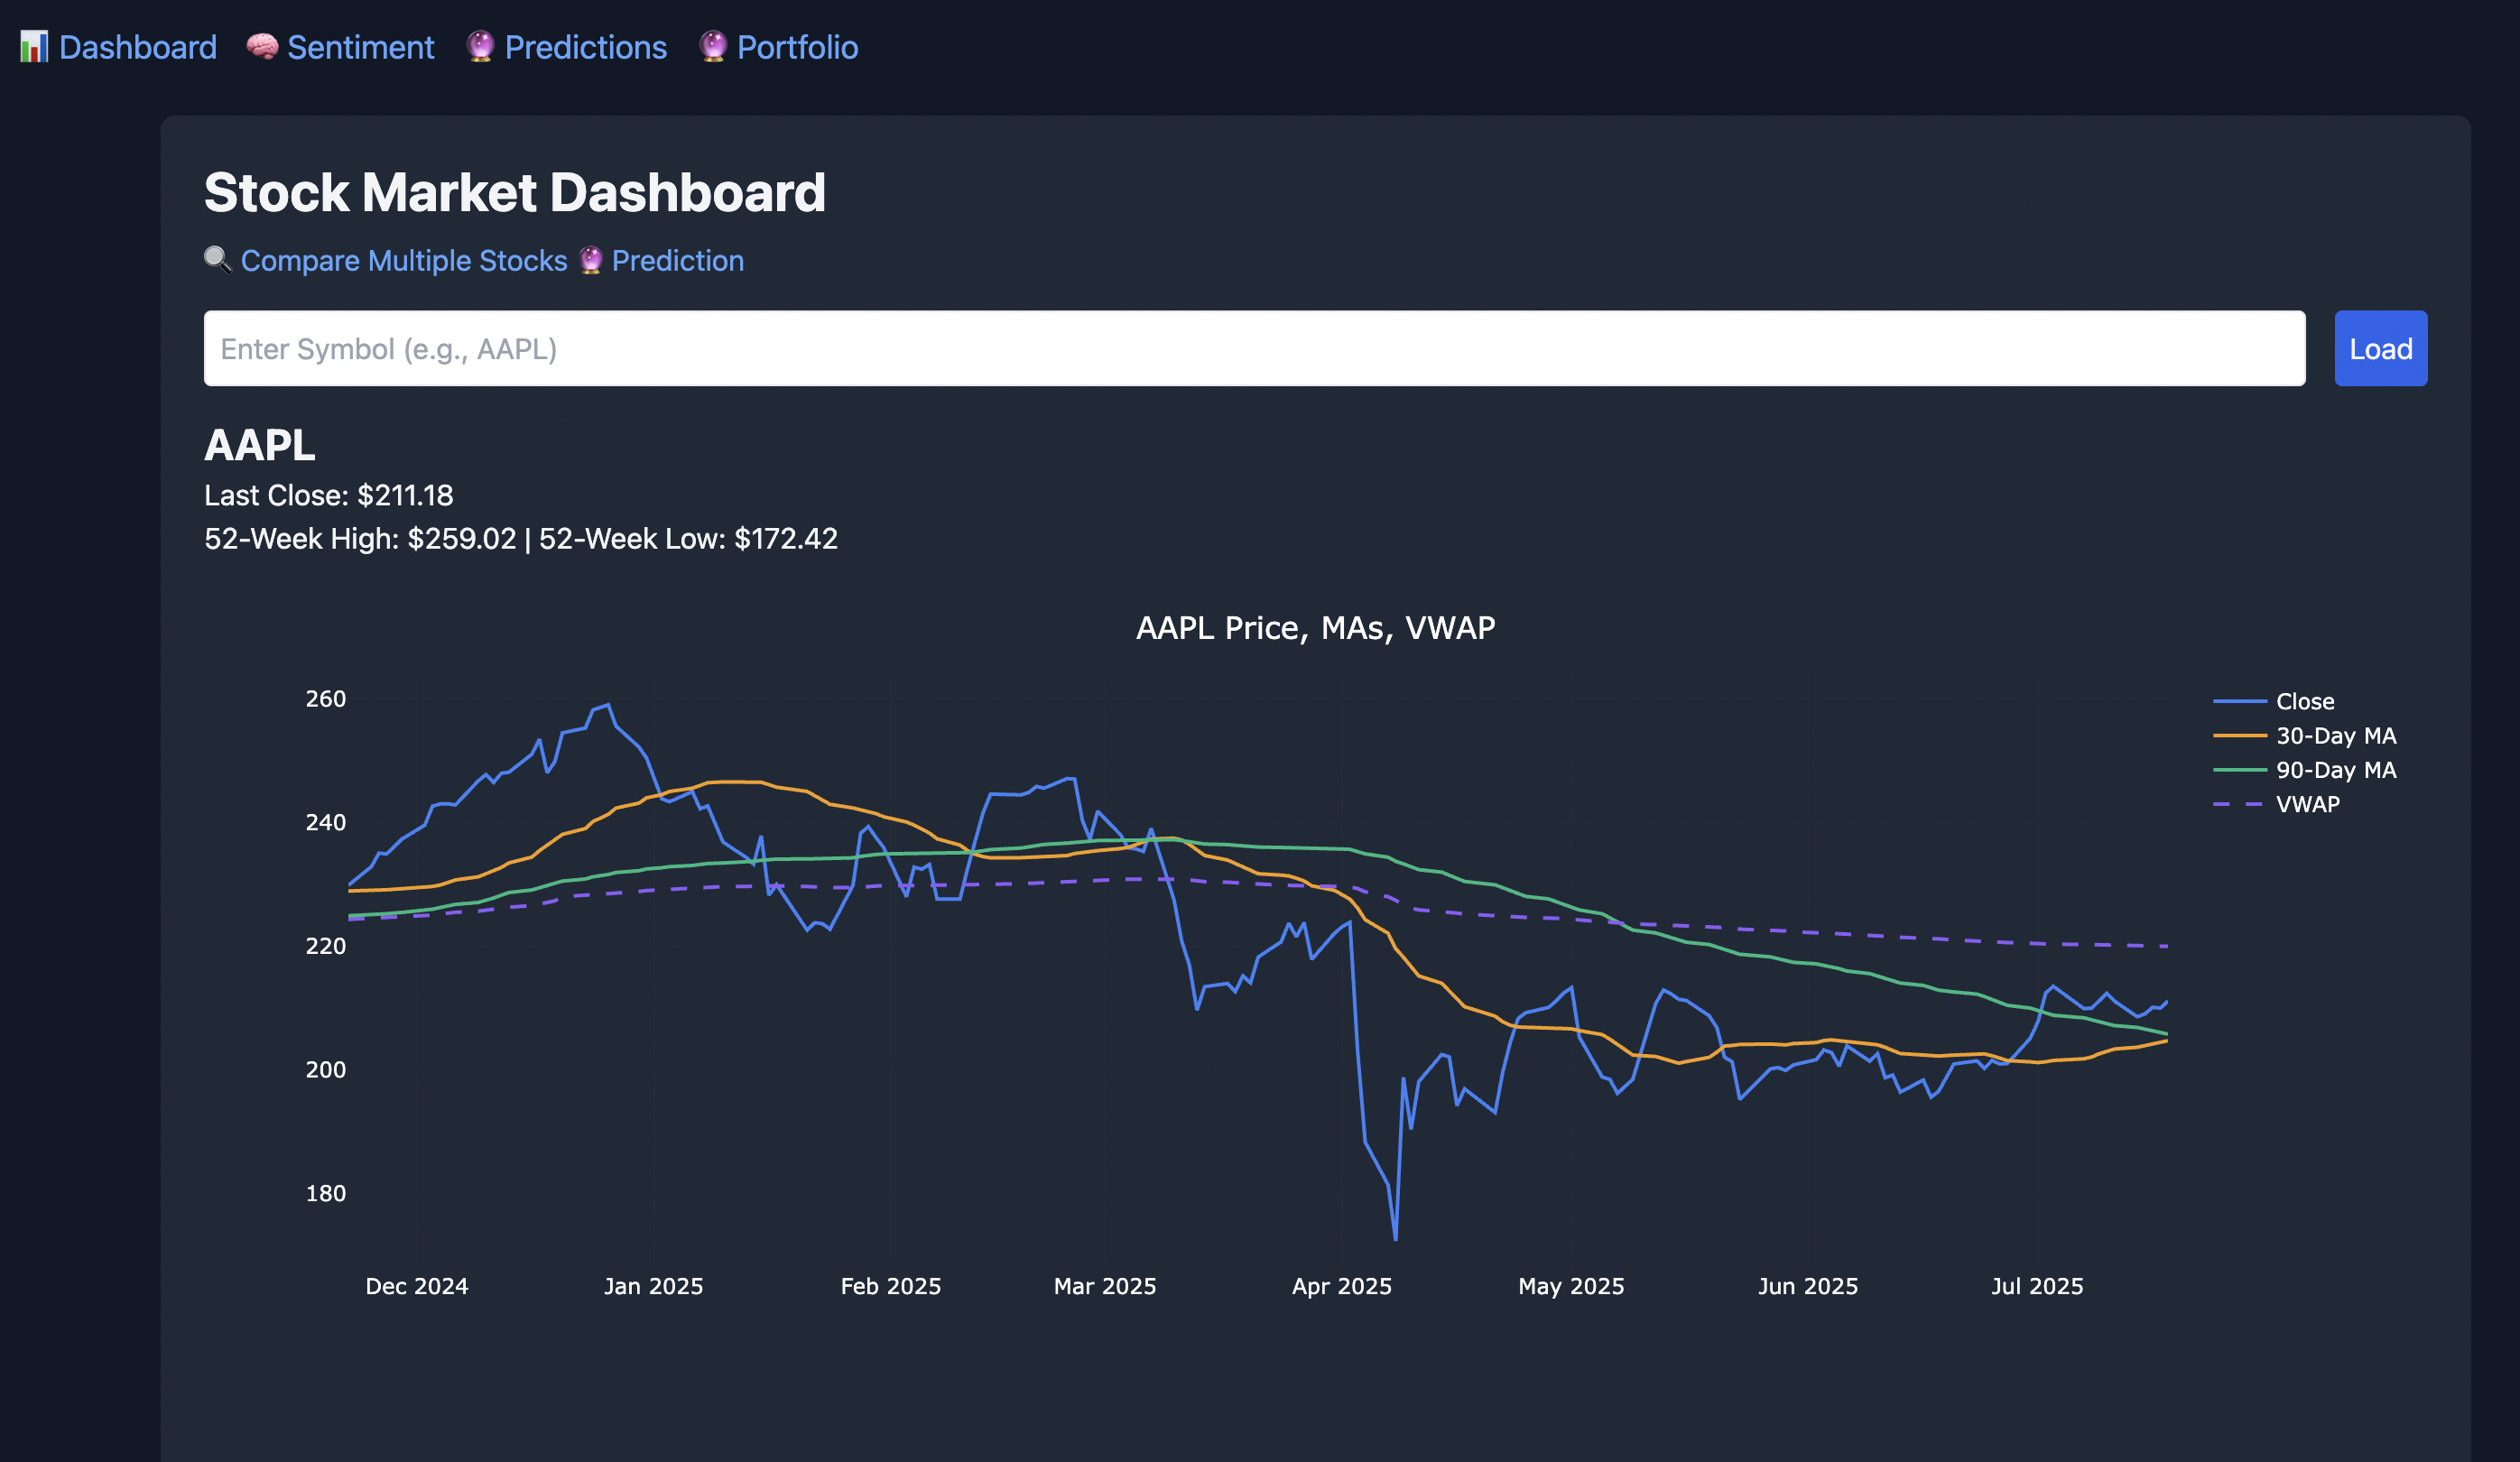 📊 Dashboard 🧠 Sentiment 🔮 Predictions 🔮 Portfolio
Stock Market Dashboard
🔍 Compare Multiple Stocks 🔮 Prediction
Enter Symbol (e.g., AAPL) Load
AAPL
Last Close: $211.18
52-Week High: $259.02 | 52-Week Low: $172.42
AAPL Price, MAs, VWAP
260
240
220
200
180
Close
30-Day MA
90-Day MA
VWAP
Dec 2024 Jan 2025 Feb 2025 Mar 2025 Apr 2025 May 2025 Jun 2025 Jul 2025